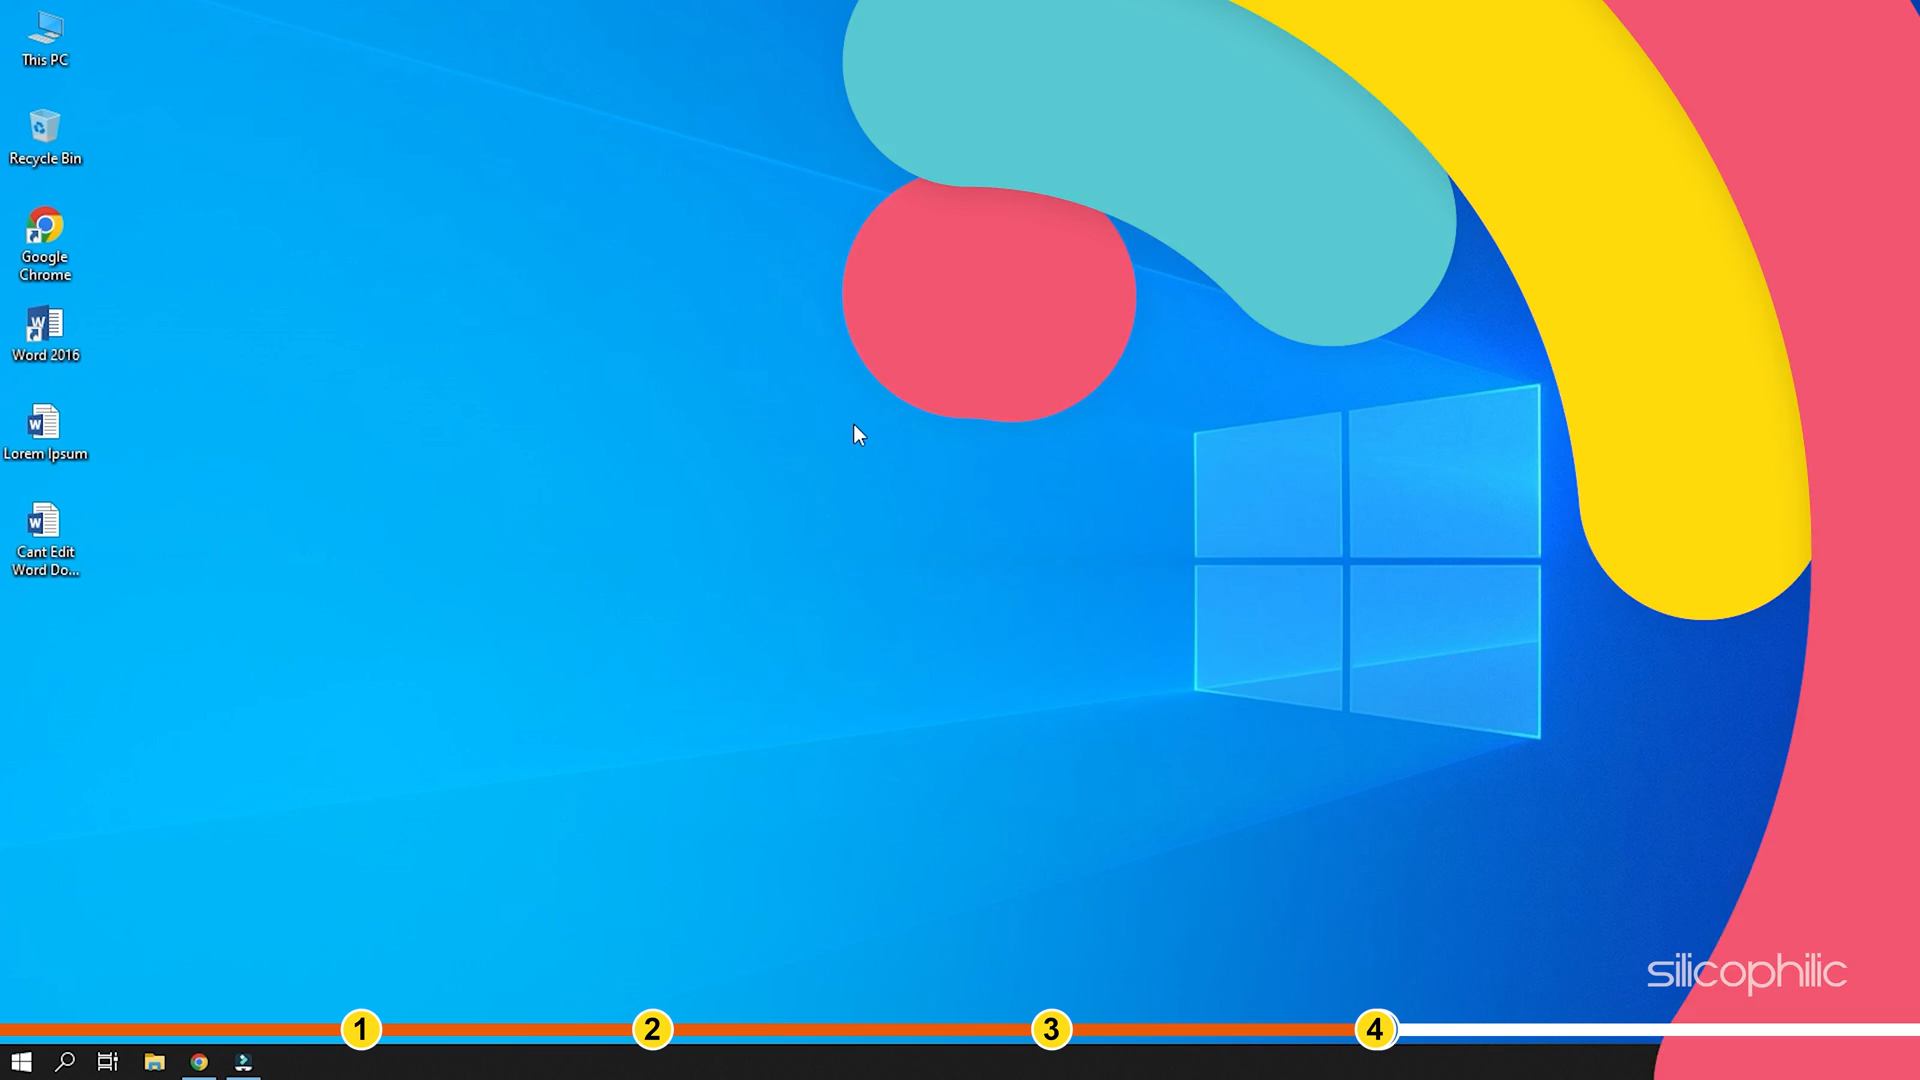 This PC
Recycle Bin
Google
Chrome
Word 2016
Lorem Ipsum
Cant Edit
Word Do...
silicophilic
1
2
3
4